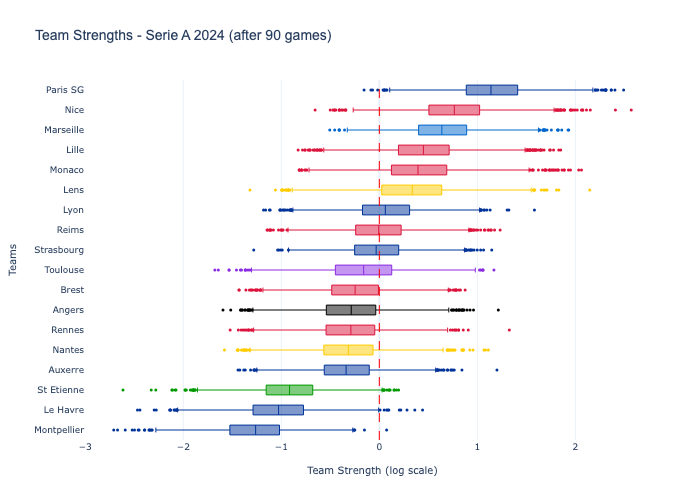 Team Strengths - Serie A 2024 (after 90 games)
Paris SG
Nice
Marseille
Lille
Monaco
Lens
Lyon
Reims
Strasbourg
Toulouse
Brest
Angers
Rennes
Nantes
Auxerre
St Etienne
Le Havre
Montpellier
Teams
−3 −2 −1 0 1 2
Team Strength (log scale)